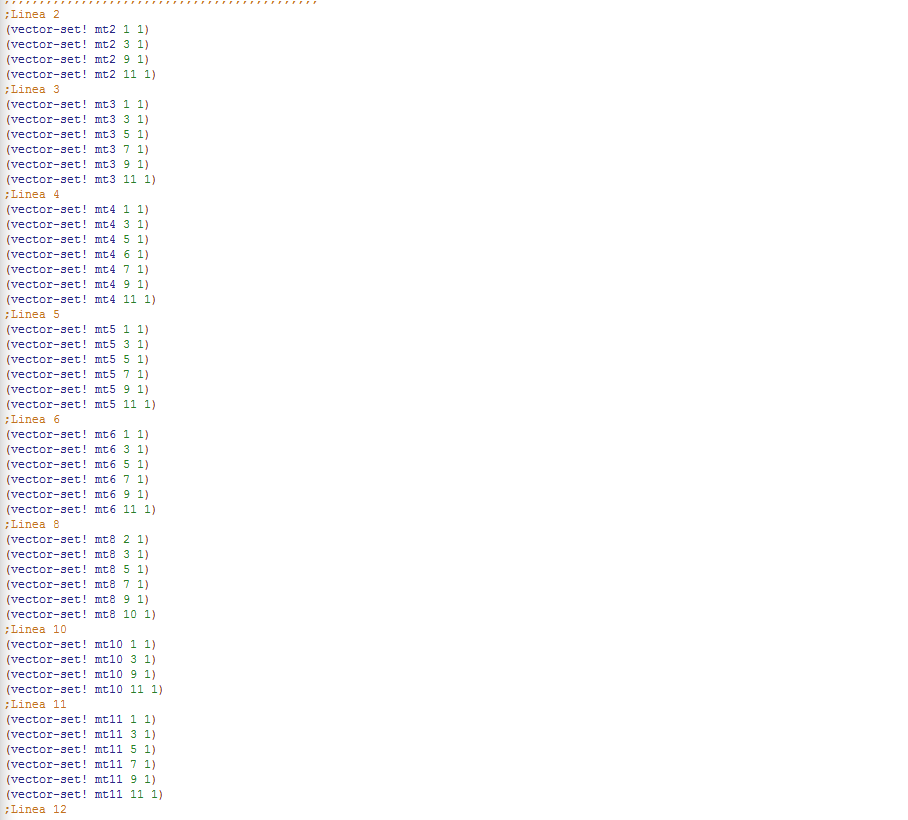 ;Linea 2
(vector-set! mt2 1 1)
(vector-set! mt2 3 1)
(vector-set! mt2 9 1)
(vector-set! mt2 11 1)
;Linea 3
(vector-set! mt3 1 1)
(vector-set! mt3 3 1)
(vector-set! mt3 5 1)
(vector-set! mt3 7 1)
(vector-set! mt3 9 1)
(vector-set! mt3 11 1)
;Linea 4
(vector-set! mt4 1 1)
(vector-set! mt4 3 1)
(vector-set! mt4 5 1)
(vector-set! mt4 6 1)
(vector-set! mt4 7 1)
(vector-set! mt4 9 1)
(vector-set! mt4 11 1)
;Linea 5
(vector-set! mt5 1 1)
(vector-set! mt5 3 1)
(vector-set! mt5 5 1)
(vector-set! mt5 7 1)
(vector-set! mt5 9 1)
(vector-set! mt5 11 1)
;Linea 6
(vector-set! mt6 1 1)
(vector-set! mt6 3 1)
(vector-set! mt6 5 1)
(vector-set! mt6 7 1)
(vector-set! mt6 9 1)
(vector-set! mt6 11 1)
;Linea 8
(vector-set! mt8 2 1)
(vector-set! mt8 3 1)
(vector-set! mt8 5 1)
(vector-set! mt8 7 1)
(vector-set! mt8 9 1)
(vector-set! mt8 10 1)
;Linea 10
(vector-set! mt10 1 1)
(vector-set! mt10 3 1)
(vector-set! mt10 9 1)
(vector-set! mt10 11 1)
;Linea 11
(vector-set! mt11 1 1)
(vector-set! mt11 3 1)
(vector-set! mt11 5 1)
(vector-set! mt11 7 1)
(vector-set! mt11 9 1)
(vector-set! mt11 11 1)
;Linea 12